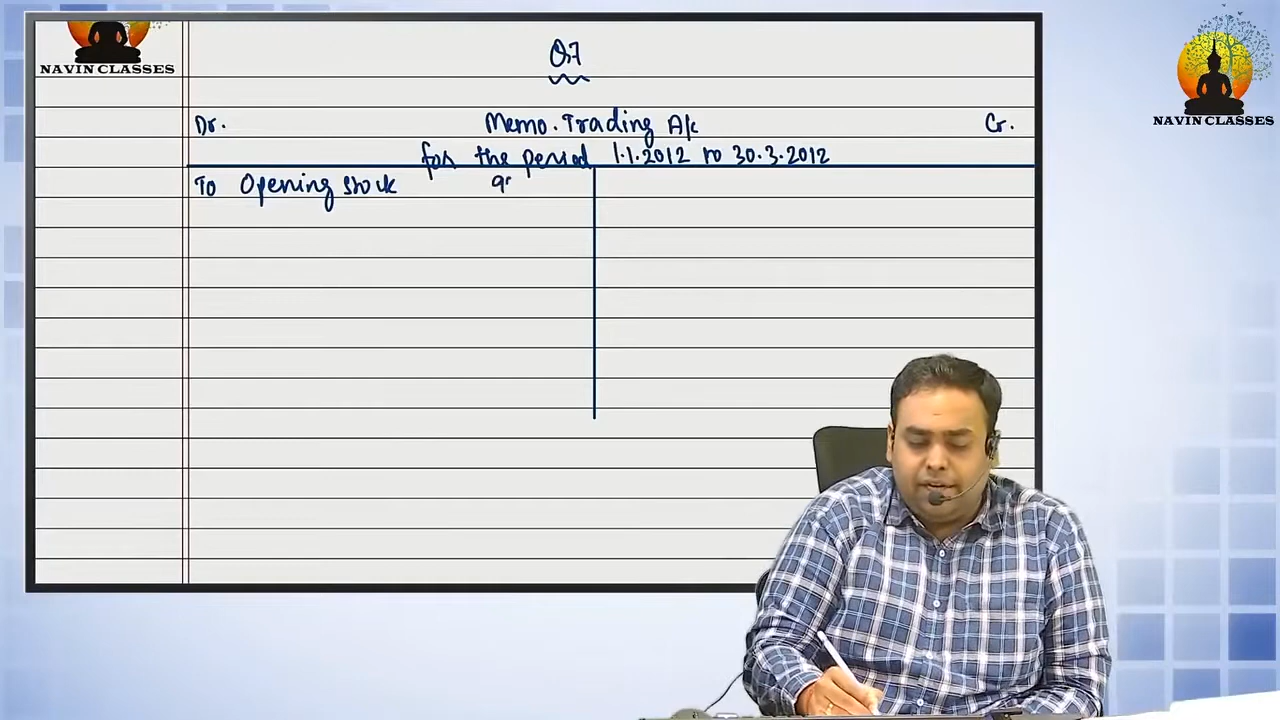 NAVIN CLASSES
NAVIN CLASSES
Q.7
Dr. Memo. Trading A/c Cr.
for the period 1.1.2012 to 30.3.2012
To Opening stock